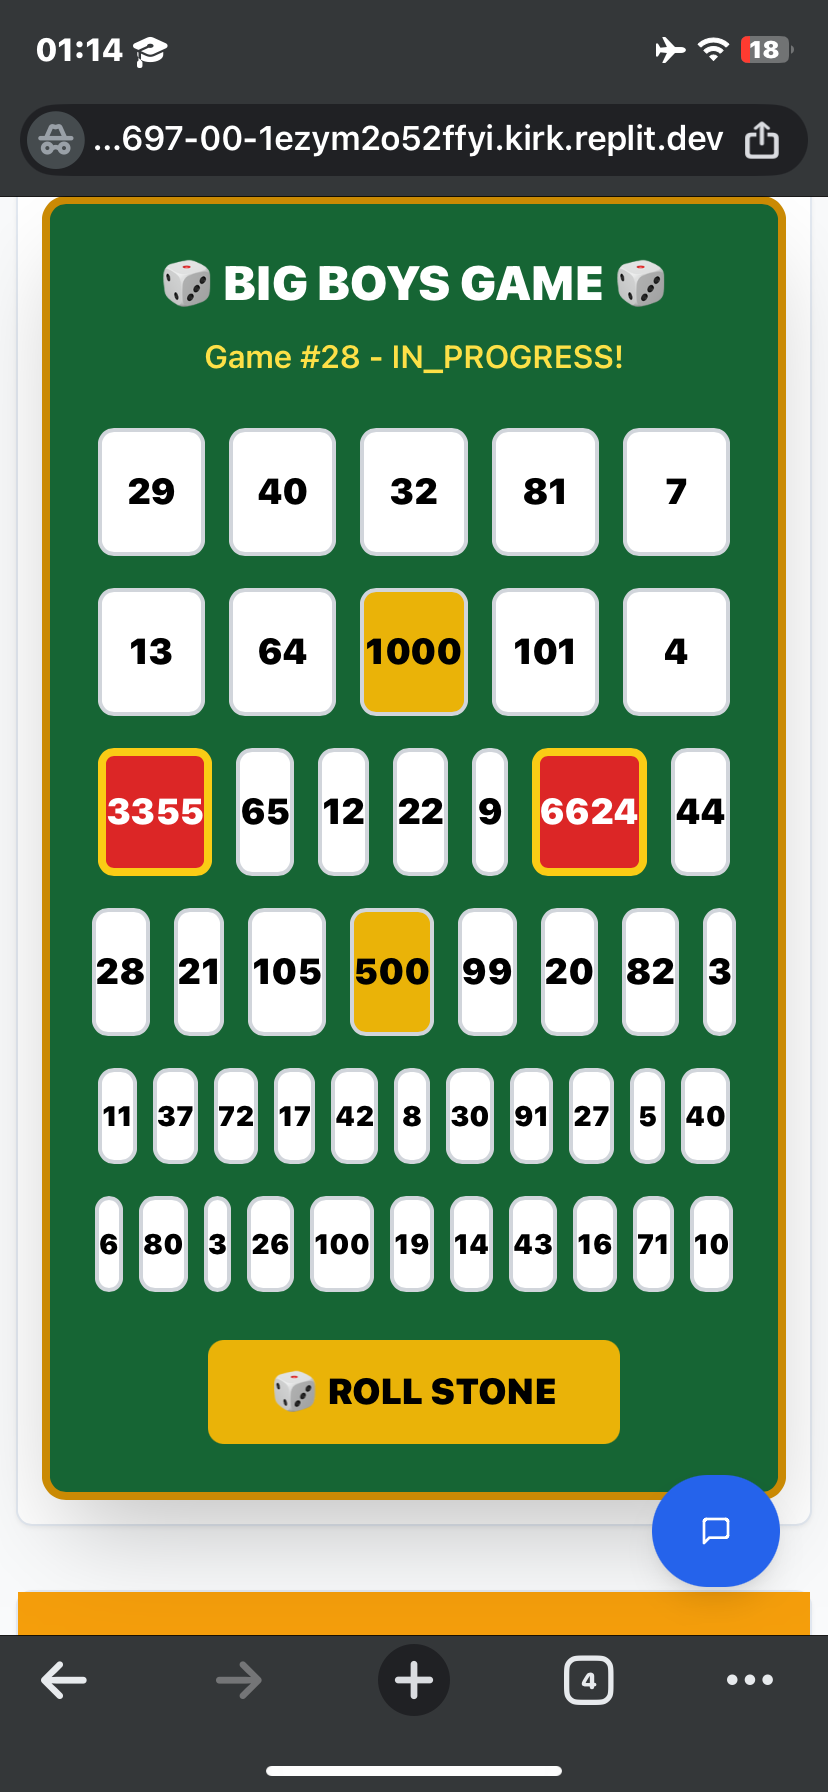 01:14
18
...697-00-1ezym2o52ffyi.kirk.replit.dev
BIG BOYS GAME
Game #28 - IN_PROGRESS!
29 40 32 81 7
13 64 1000 101 4
3355 65 12 22 9 6624 44
28 21 105 500 99 20 82 3
11 37 72 17 42 8 30 91 27 5 40
6 80 3 26 100 19 14 43 16 71 10
ROLL STONE
4